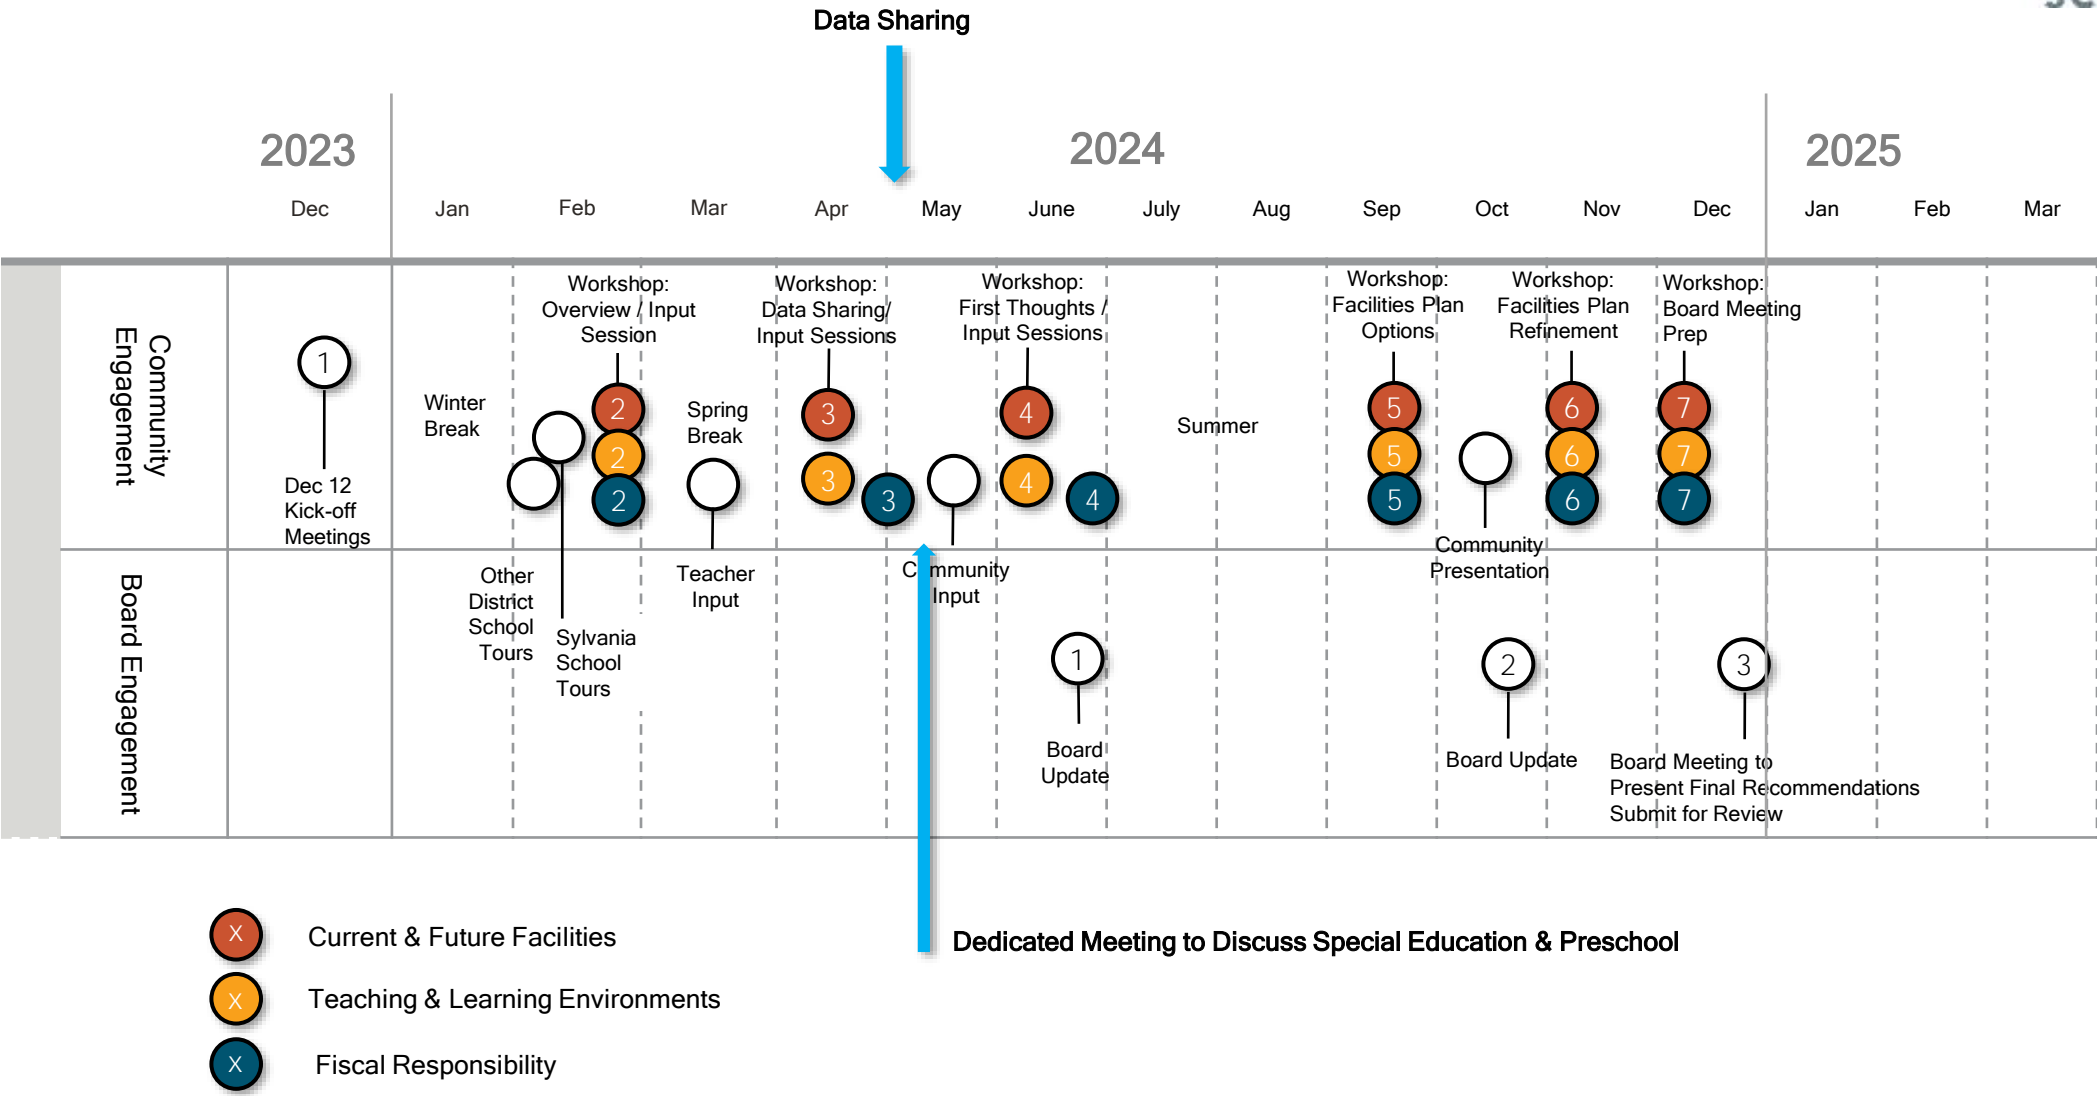 Data Sharing
2023
2024
2025
Dec
Jan
Feb
Mar
Apr
May
June
July
Aug
Sep
Oct
Nov
Dec
Jan
Feb
Mar
Community
Engagement
1
Dec 12
Kick-off
Meetings
Winter
Break
Workshop:
Overview / Input
Session
2
2
2
Spring
Break
Workshop:
Data Sharing/
Input Sessions
3
3
3
Workshop:
First Thoughts /
Input Sessions
4
4
4
Summer
Workshop:
Facilities Plan
Options
5
5
5
Workshop:
Facilities Plan
Refinement
6
6
6
Workshop:
Board Meeting
Prep
7
7
7
Community
Presentation
Board Engagement
Other
District
School
Tours
Sylvania
School
Tours
Teacher
Input
Community
Input
1
Board
Update
2
Board Update
3
Board Meeting to
Present Final Recommendations
Submit for Review
X
Current & Future Facilities
X
Teaching & Learning Environments
X
Fiscal Responsibility
Dedicated Meeting to Discuss Special Education & Preschool